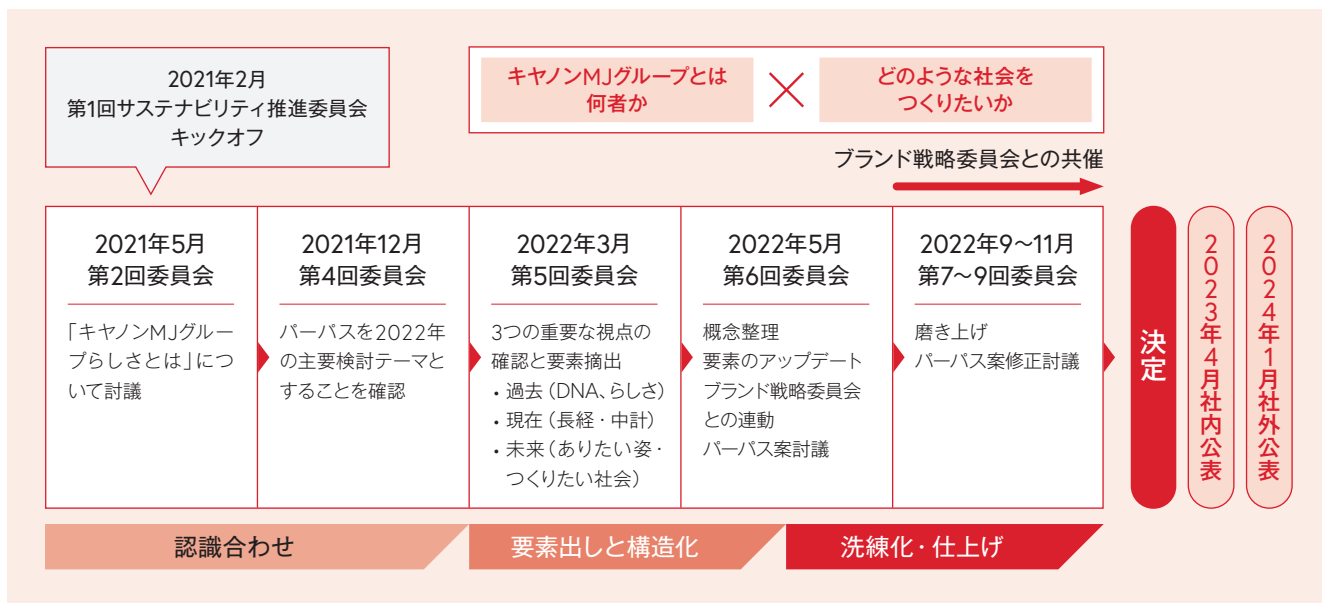 2021年2月
第1回サステナビリティ推進委員会
キックオフ
キヤノンMJグループとは
何者か
×
どのような社会を
つくりたいか
ブランド戦略委員会との共催
2021年5月
第2回委員会
「キヤノンMJグルー
プらしさとは」につ
いて討議
2021年12月
第4回委員会
パーパスを2022年
の主要検討テーマと
することを確認
2022年3月
第5回委員会
3つの重要な視点の
確認と要素摘出
・過去（DNA、らしさ）
・現在（長経・中計）
・未来（ありたい姿・
つくりたい社会）
2022年5月
第6回委員会
概念整理
要素のアップデート
ブランド戦略委員会
との連動
パーパス案討議
2022年9〜11月
第7〜9回委員会
磨き上げ
パーパス案修正討議
決定
2023年4月社内公表
2024年1月社外公表
認識合わせ
要素出しと構造化
洗練化・仕上げ